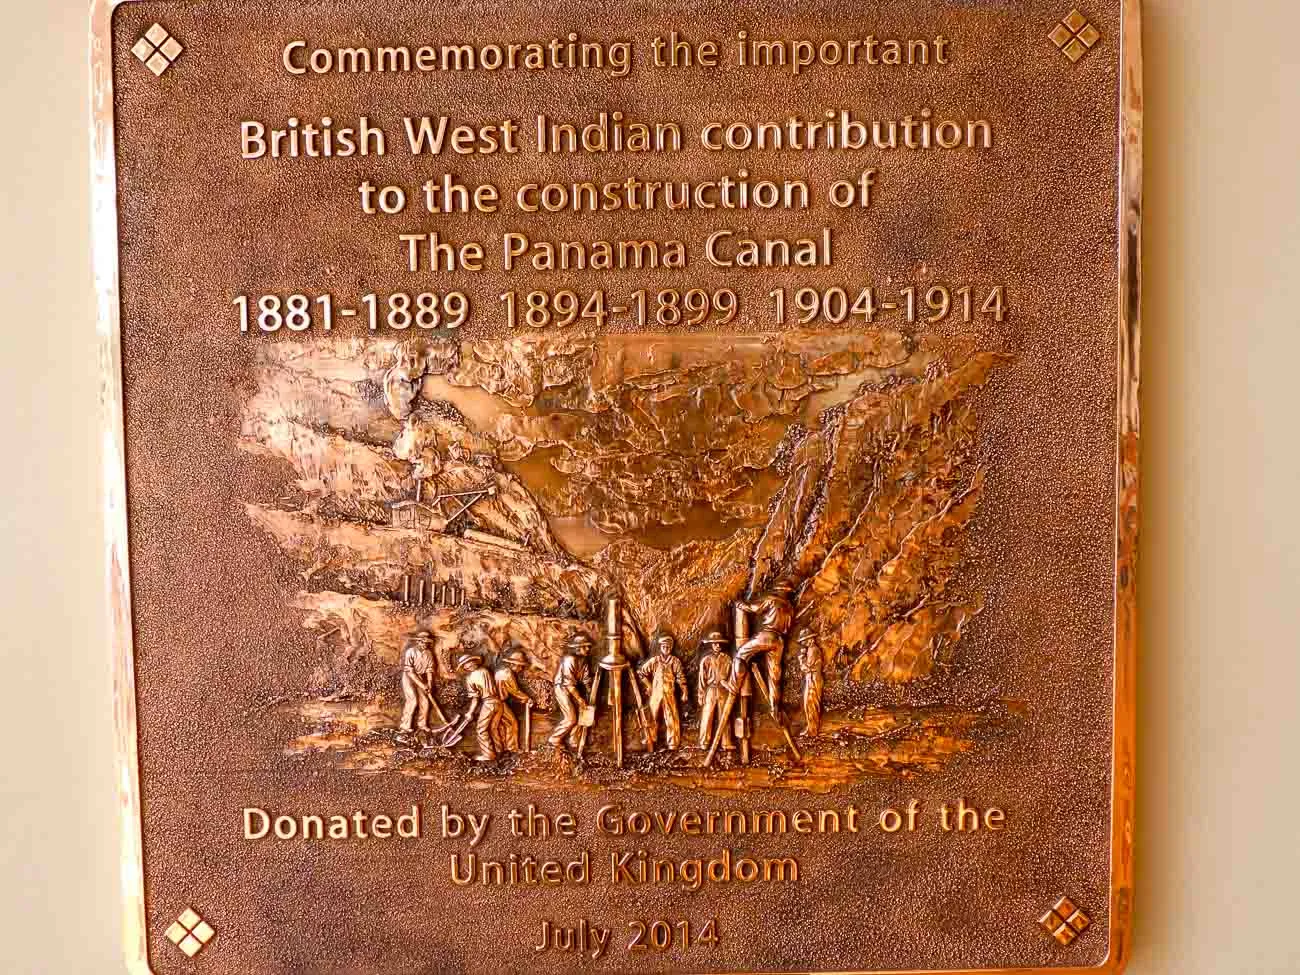 Commemorating the important
British West Indian contribution
to the construction of
The Panama Canal
1881-1889 1894-1899 1904-1914
Donated by the Government of the
United Kingdom
July 2014